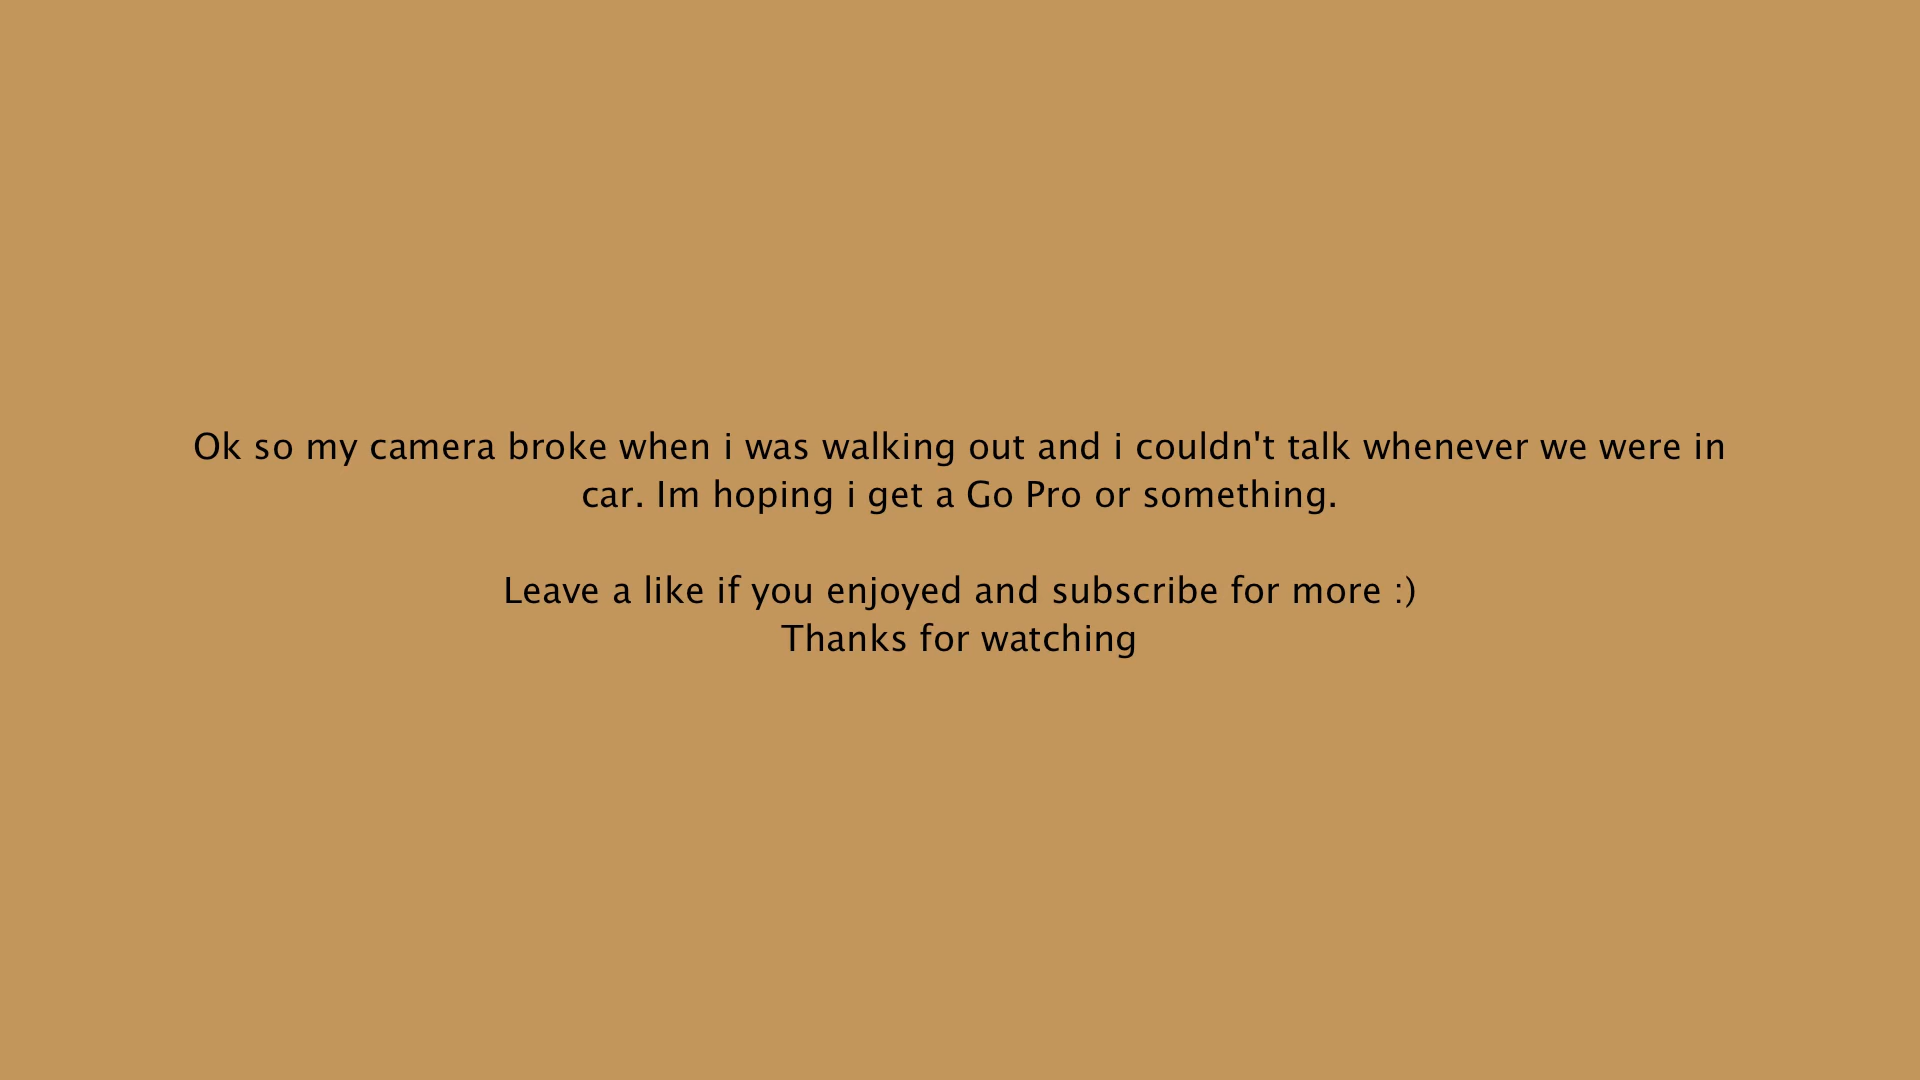 Ok so my camera broke when i was walking out and i couldn't talk whenever we were in
car. Im hoping i get a Go Pro or something.
Leave a like if you enjoyed and subscribe for more :)
Thanks for watching